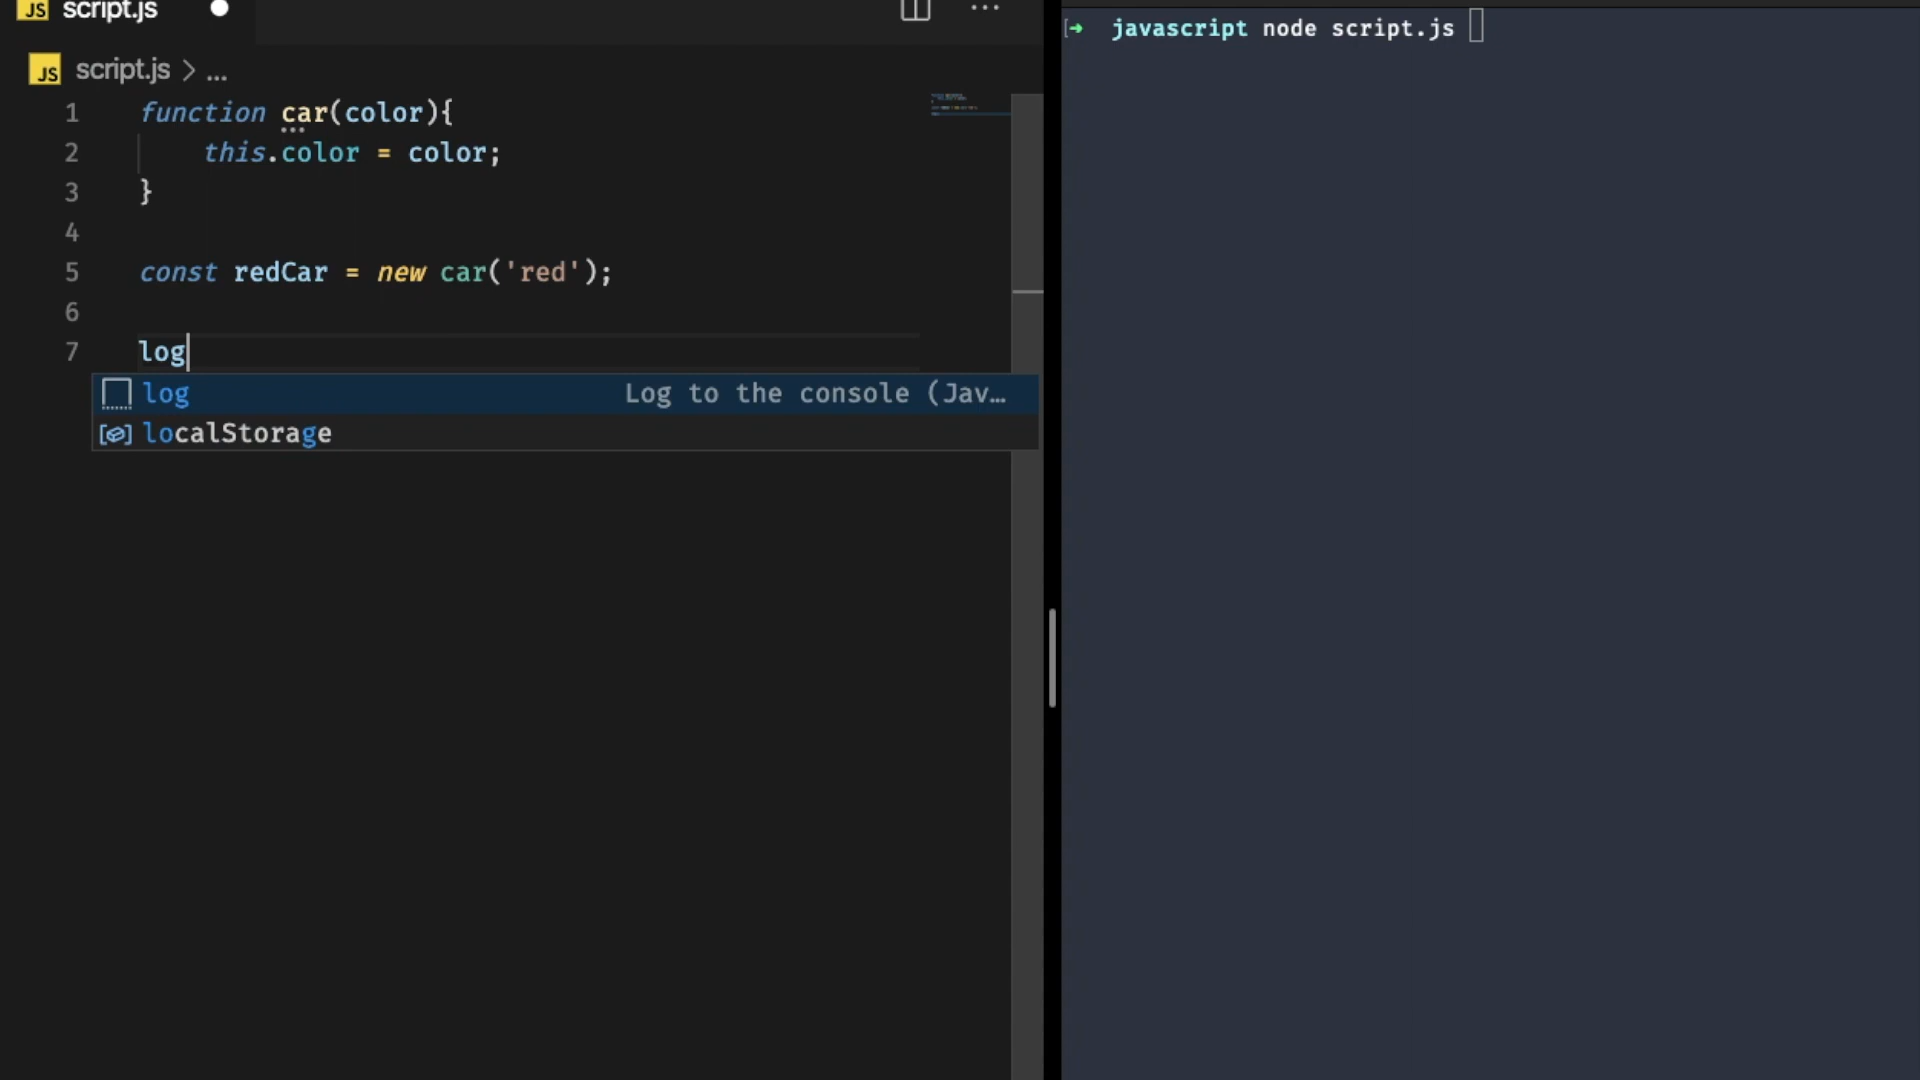 JS script.js
JS script.js > ...
1 function car(color){
2 this.color = color;
3 }
4
5 const redCar = new car('red');
6
7 log
log Log to the console (Jav…
localStorage
javascript node script.js